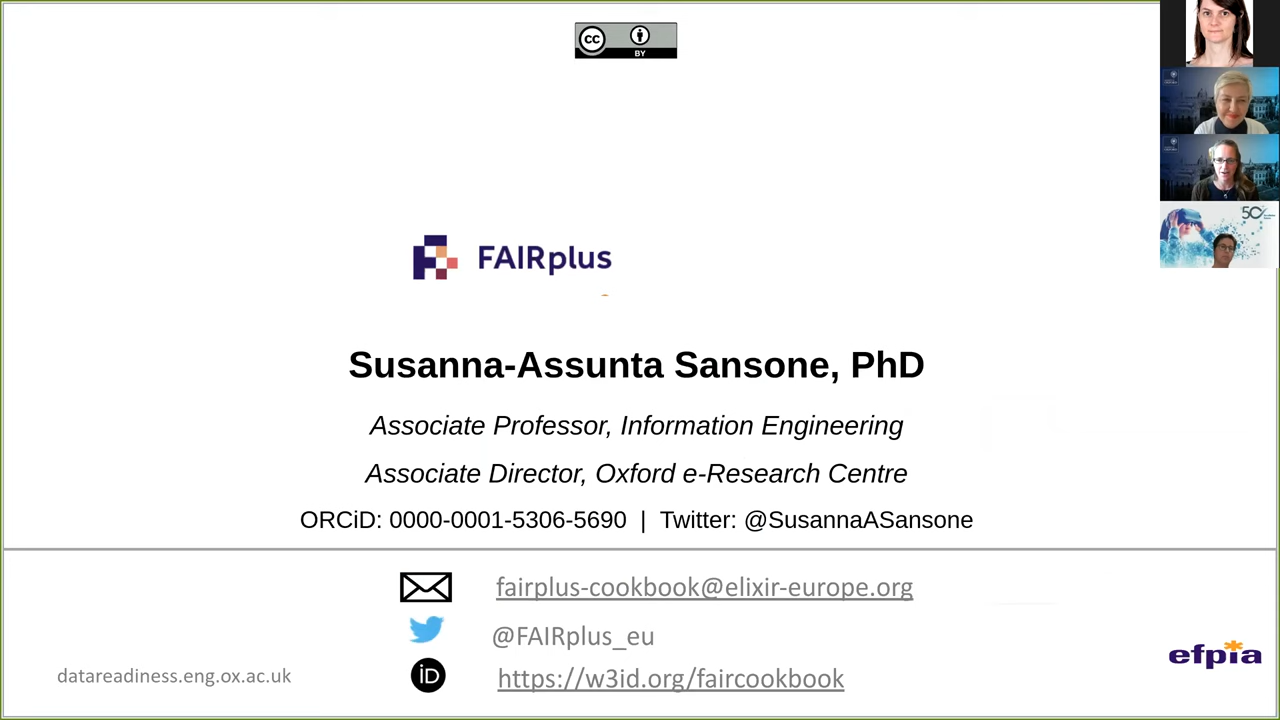 CC BY
FAIRplus
Susanna-Assunta Sansone, PhD
Associate Professor, Information Engineering
Associate Director, Oxford e-Research Centre
ORCiD: 0000-0001-5306-5690 | Twitter: @SusannaASansone
fairplus-cookbook@elixir-europe.org
@FAIRplus_eu
iD
https://w3id.org/faircookbook
datareadiness.eng.ox.ac.uk
efpia
50